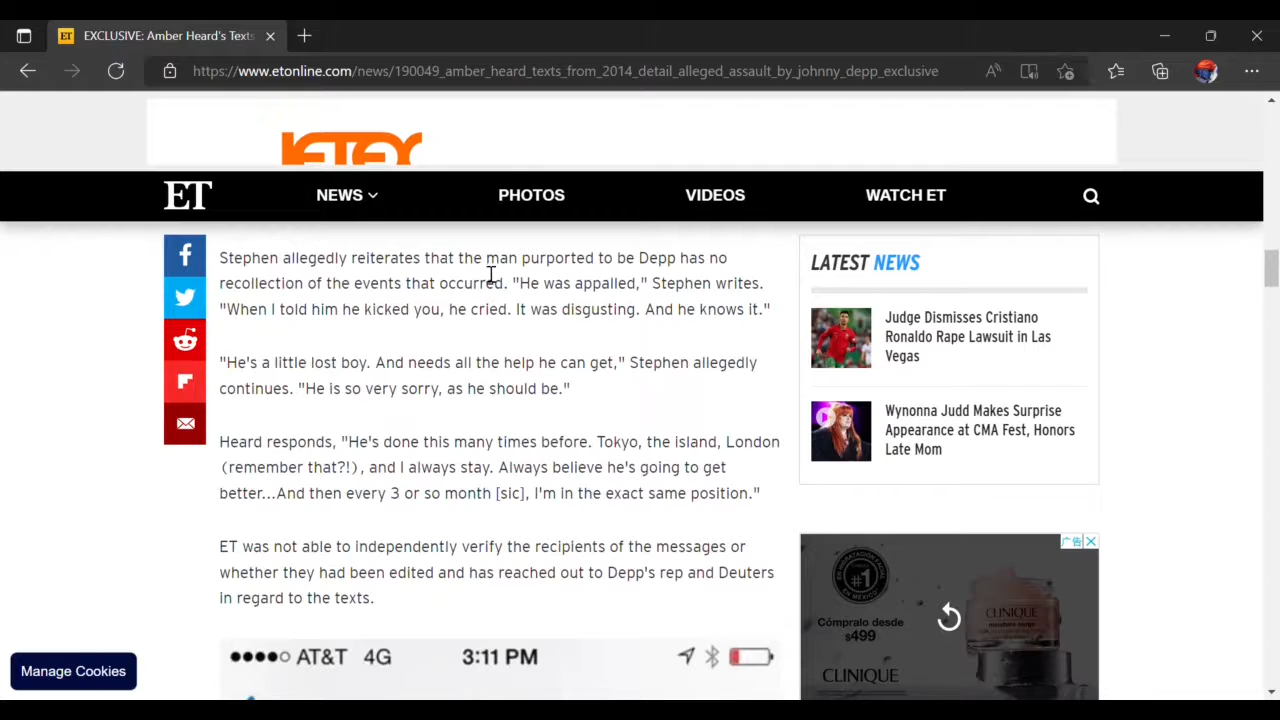 EXCLUSIVE: Amber Heard's Texts
https://www.etonline.com/news/190049_amber_heard_texts_from_2014_detail_alleged_assault_by_johnny_depp_exclusive
ET
NEWS
PHOTOS
VIDEOS
WATCH ET
Stephen allegedly reiterates that the man purported to be Depp has no
recollection of the events that occurred. "He was appalled," Stephen writes.
"When I told him he kicked you, he cried. It was disgusting. And he knows it."
"He's a little lost boy. And needs all the help he can get," Stephen allegedly
continues. "He is so very sorry, as he should be."
Heard responds, "He's done this many times before. Tokyo, the island, London
(remember that?!), and I always stay. Always believe he's going to get
better...And then every 3 or so month [sic], I'm in the exact same position."
ET was not able to independently verify the recipients of the messages or
whether they had been edited and has reached out to Depp's rep and Deuters
in regard to the texts.
AT&T 4G
3:11 PM
LATEST NEWS
Judge Dismisses Cristiano
Ronaldo Rape Lawsuit in Las
Vegas
Wynonna Judd Makes Surprise
Appearance at CMA Fest, Honors
Late Mom
广告
EN REPARACIÓN FACIAL
CLINIQUE
#1
EN MÉXICO
Cómpralo desde
$499
CLINIQUE
Manage Cookies